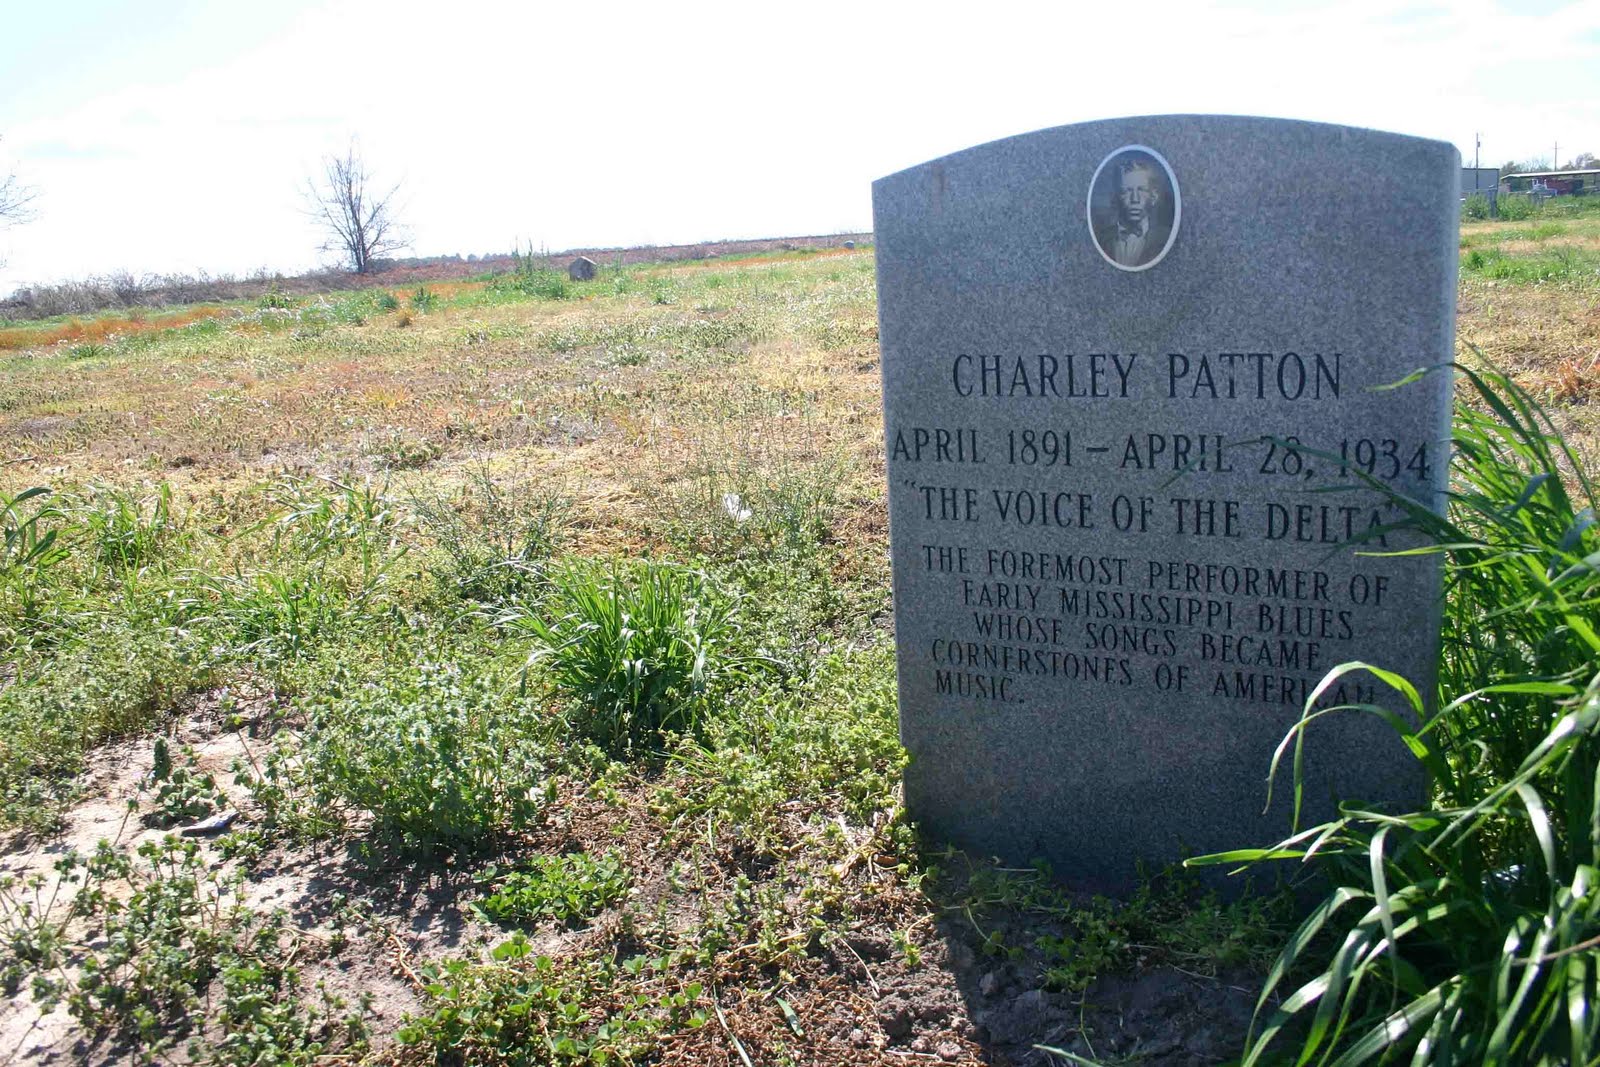 CHARLEY PATTON
APRIL 1891 – APRIL 28, 1934
"THE VOICE OF THE DELTA"
THE FOREMOST PERFORMER OF
EARLY MISSISSIPPI BLUES
WHOSE SONGS BECAME
CORNERSTONES OF AMERICAN
MUSIC.